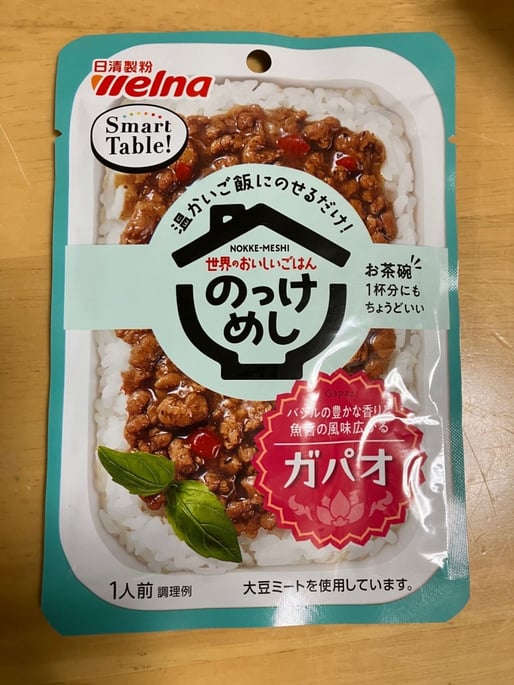 日清製粉
Welna
Smart
Table!
温かいご飯にのせるだけ!
NOKKE-MESHI
世界のおいしいごはん
のっけ
めし
お茶碗
1杯分にも
ちょうどいい
バジルの豊かな香りと
魚醤の風味広がる
ガパオ
1人前 調理例
大豆ミートを使用しています。